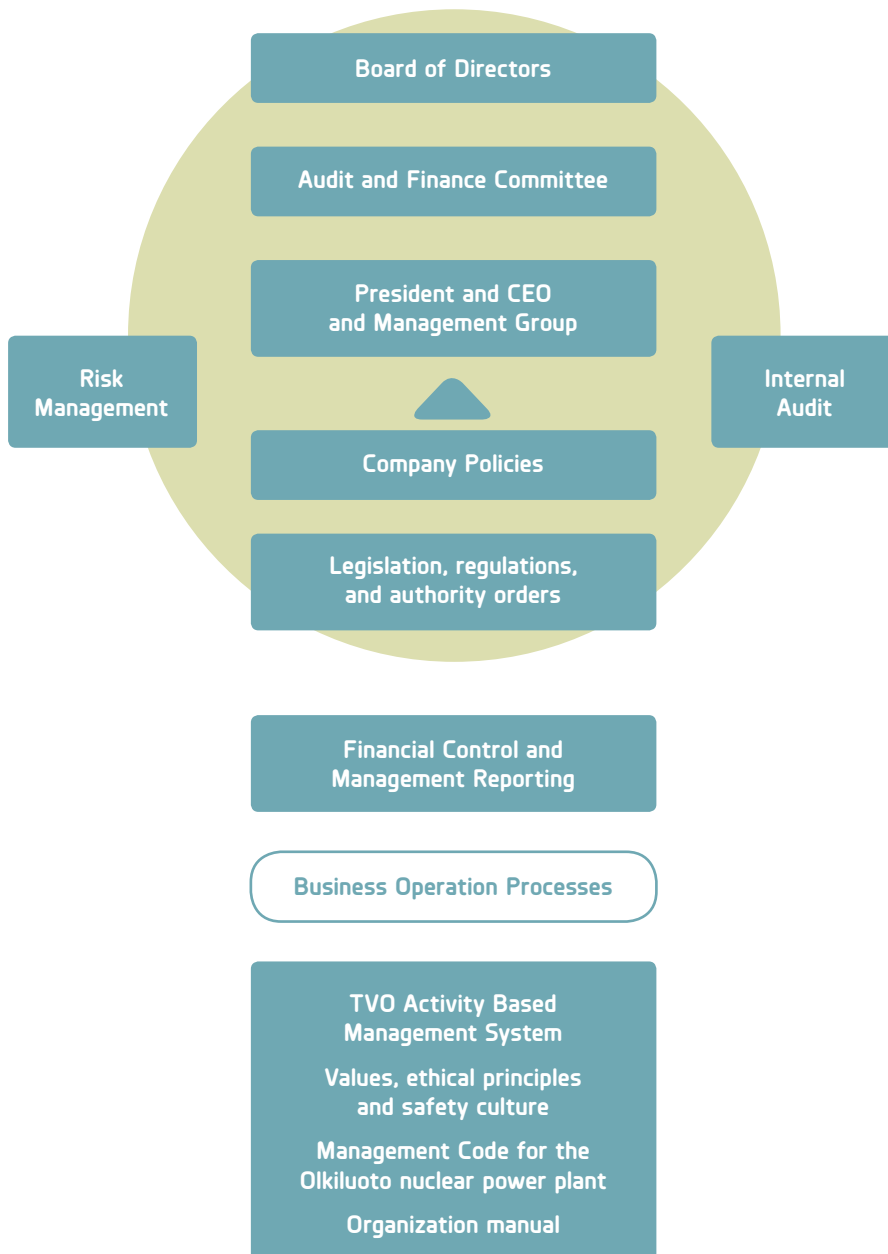 Board of Directors
Audit and Finance Committee
President and CEO
and Management Group
Risk
Management
Internal
Audit
Company Policies
Legislation, regulations,
and authority orders
Financial Control and
Management Reporting
Business Operation Processes
TVO Activity Based
Management System
Values, ethical principles
and safety culture
Management Code for the
Olkiluoto nuclear power plant
Organization manual